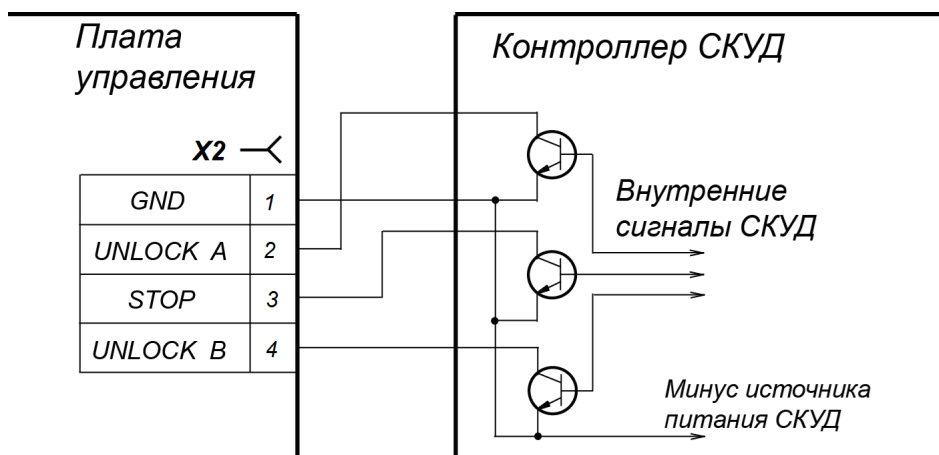 Плата
управления
Контроллер СКУД
X2
GND 1
UNLOCK A 2
STOP 3
UNLOCK B 4
Внутренние
сигналы СКУД
Минус источника
питания СКУД